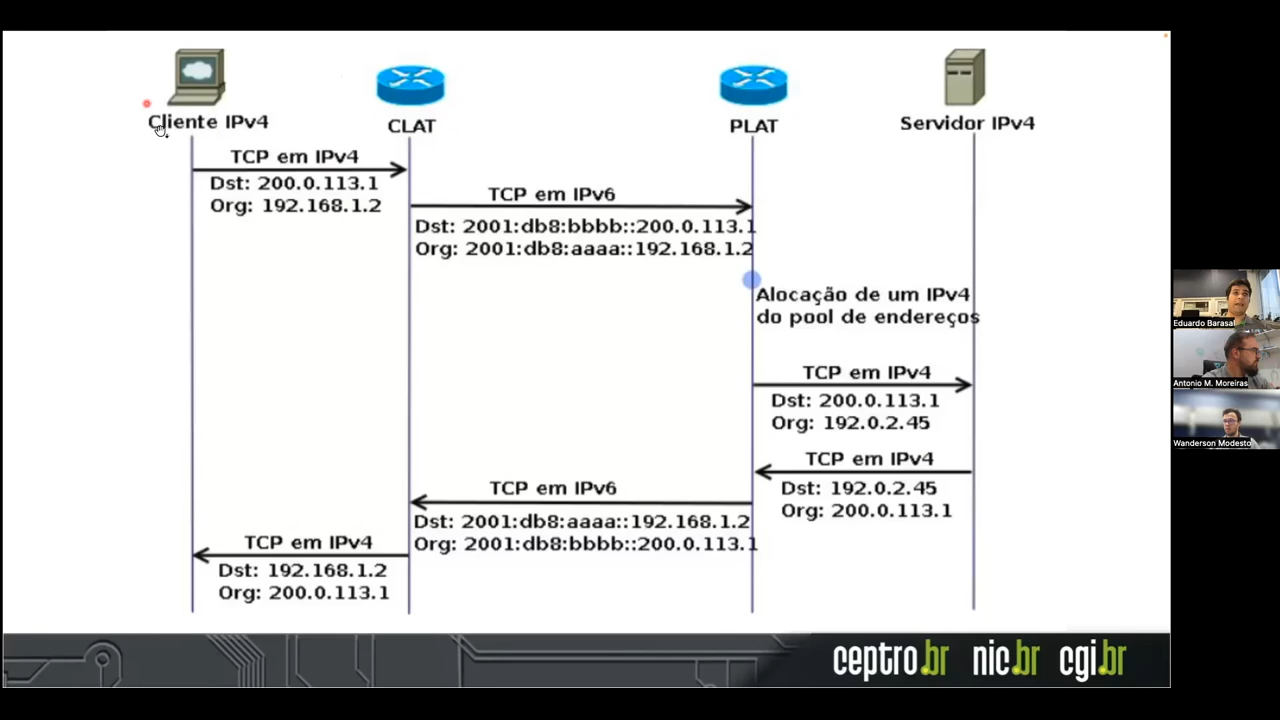 Cliente IPv4
CLAT
PLAT
Servidor IPv4
TCP em IPv4
Dst: 200.0.113.1
Org: 192.168.1.2
TCP em IPv6
Dst: 2001:db8:bbbb::200.0.113.1
Org: 2001:db8:aaaa::192.168.1.2
Alocação de um IPv4
do pool de endereços
TCP em IPv4
Dst: 200.0.113.1
Org: 192.0.2.45
TCP em IPv4
Dst: 192.0.2.45
Org: 200.0.113.1
TCP em IPv6
Dst: 2001:db8:aaaa::192.168.1.2
Org: 2001:db8:bbbb::200.0.113.1
TCP em IPv4
Dst: 192.168.1.2
Org: 200.0.113.1
ceptro.br nic.br cgi.br
Eduardo Barasal
Antonio M. Moreiras
Wanderson Modesto